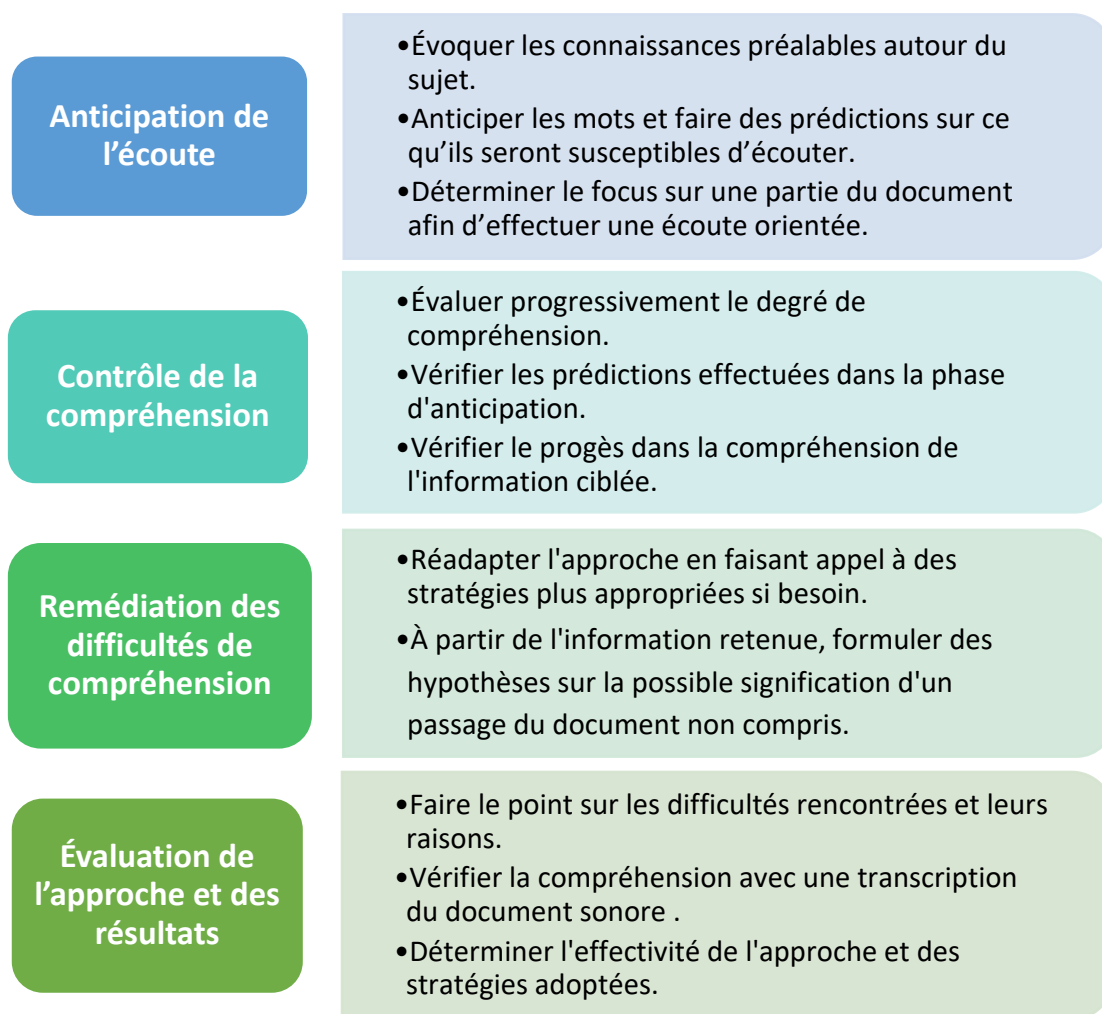 Anticipation de
l’écoute
•Évoquer les connaissances préalables autour du
sujet.
•Anticiper les mots et faire des prédictions sur ce
qu’ils seront susceptibles d’écouter.
•Déterminer le focus sur une partie du document
afin d’effectuer une écoute orientée.
Contrôle de la
compréhension
•Évaluer progressivement le degré de
compréhension.
•Vérifier les prédictions effectuées dans la phase
d'anticipation.
•Vérifier le progès dans la compréhension de
l'information ciblée.
Remédiation des
difficultés de
compréhension
•Réadapter l'approche en faisant appel à des
stratégies plus appropriées si besoin.
•À partir de l'information retenue, formuler des
hypothèses sur la possible signification d'un
passage du document non compris.
Évaluation de
l’approche et des
résultats
•Faire le point sur les difficultés rencontrées et leurs
raisons.
•Vérifier la compréhension avec une transcription
du document sonore .
•Déterminer l'effectivité de l'approche et des
stratégies adoptées.